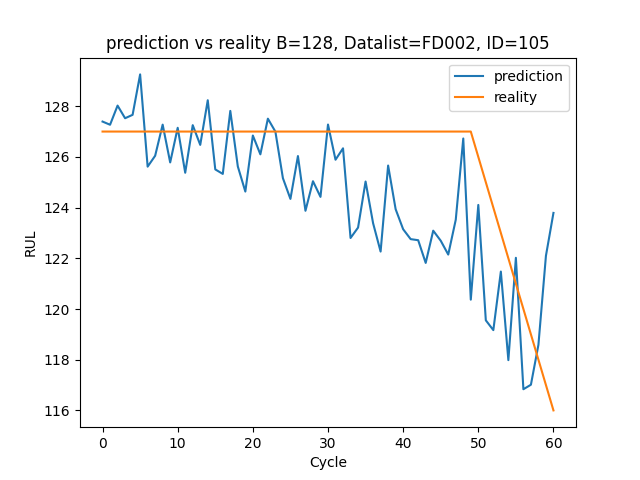 prediction vs reality B=128, Datalist=FD002, ID=105
prediction
reality
RUL
128
126
124
122
120
118
116
0 10 20 30 40 50 60
Cycle